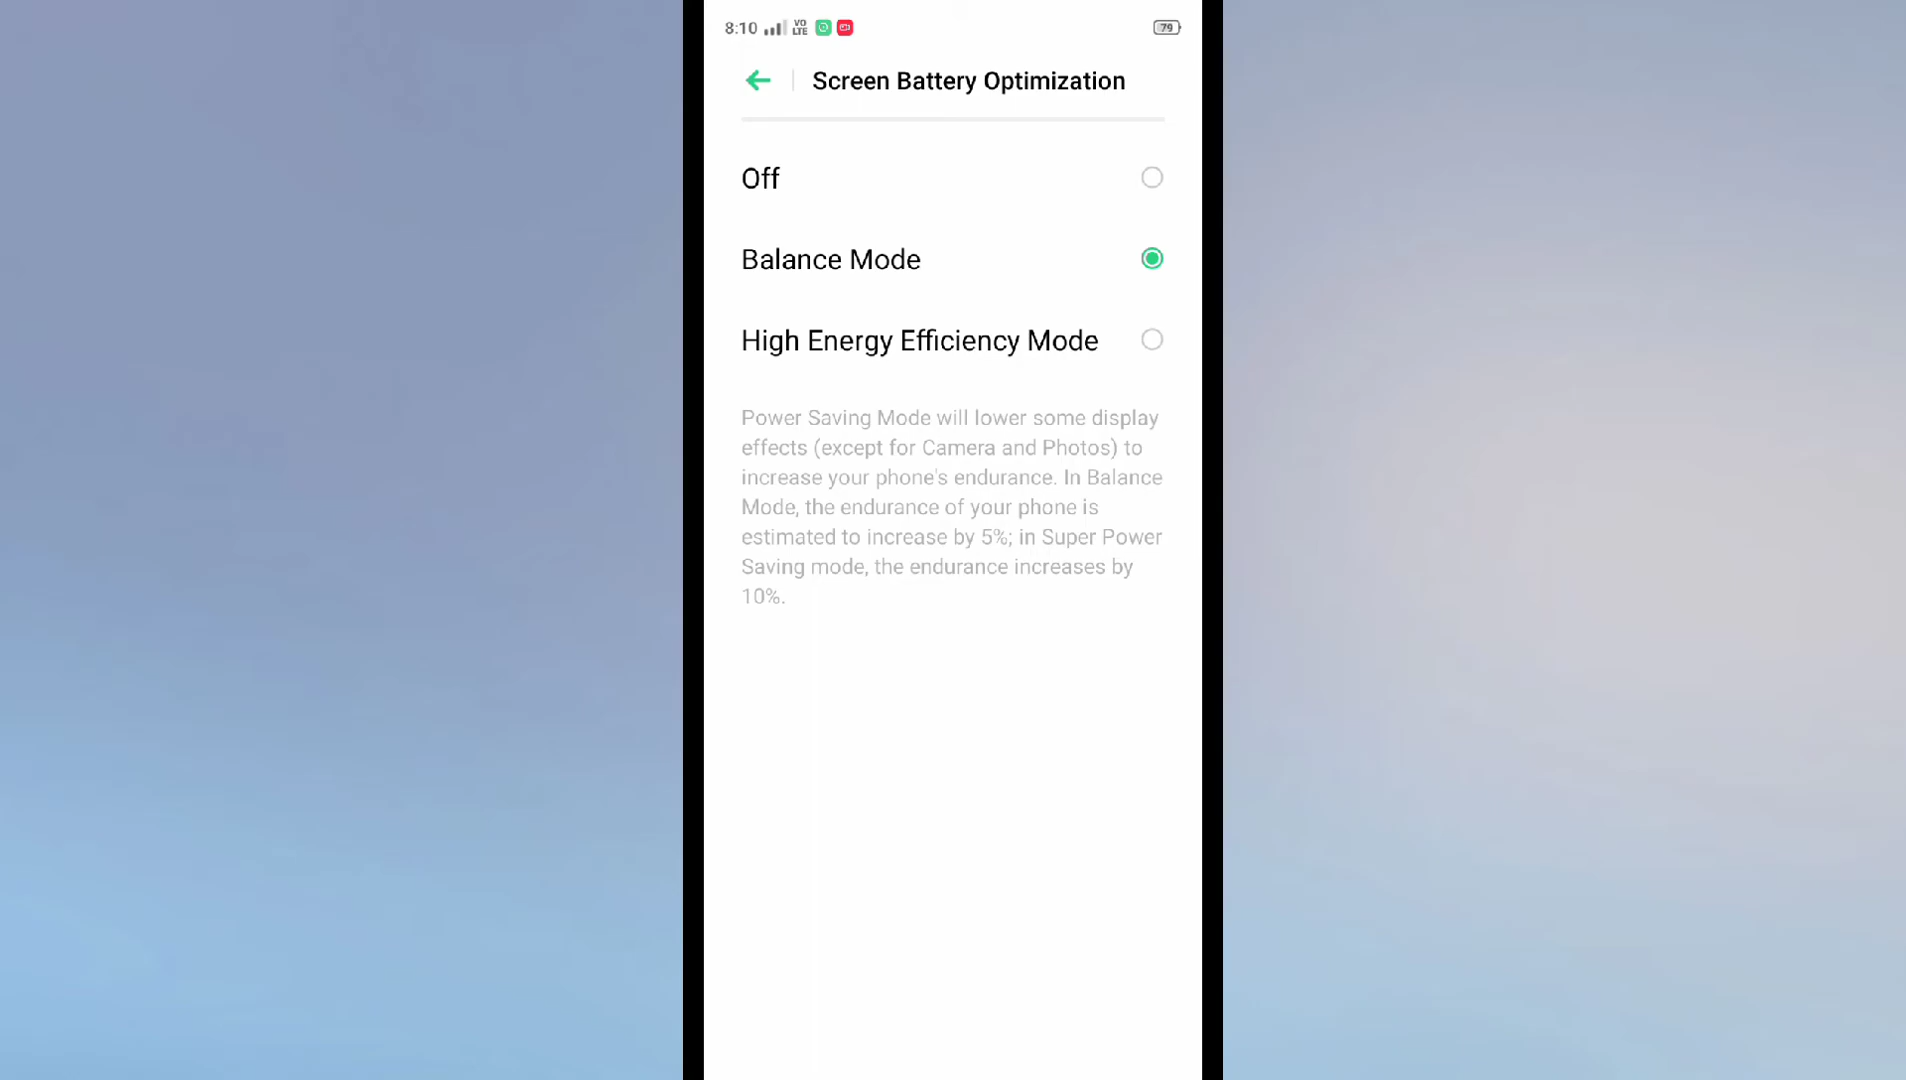 8:10 VO LTE 79
Screen Battery Optimization
Off
Balance Mode
High Energy Efficiency Mode
Power Saving Mode will lower some display
effects (except for Camera and Photos) to
increase your phone's endurance. In Balance
Mode, the endurance of your phone is
estimated to increase by 5%; in Super Power
Saving mode, the endurance increases by
10%.